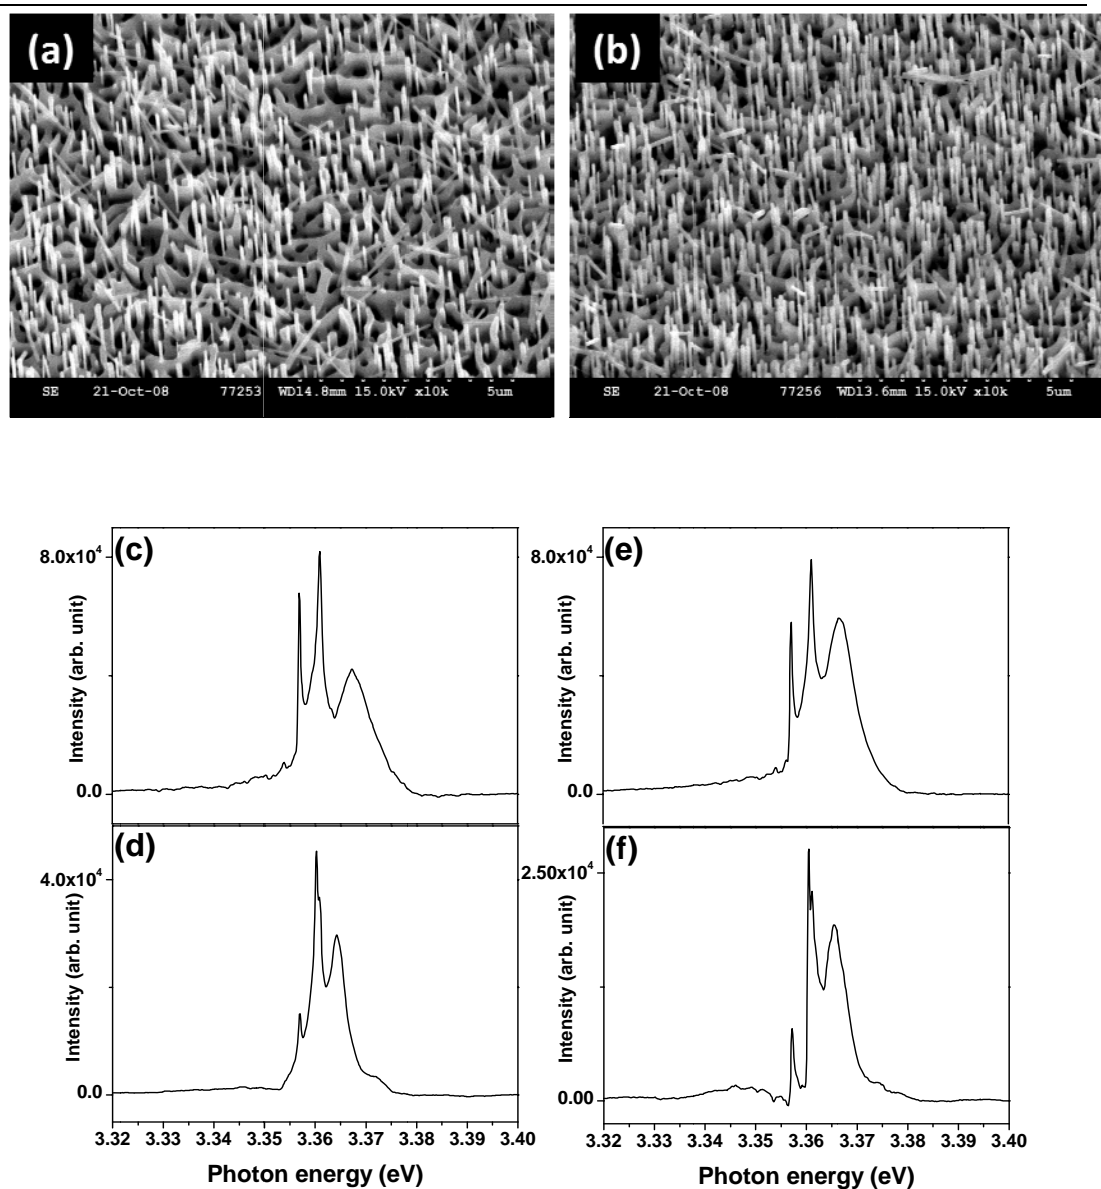 (a) (b)
SE 21-Oct-08 77253 WD14.8mm 15.0kV x10k 5um
SE 21-Oct-08 77256 WD13.6mm 15.0kV x10k 5um
(c)
8.0x10⁴
0.0
Intensity (arb. unit)
(e)
8.0x10⁴
0.0
Intensity (arb. unit)
(d)
4.0x10⁴
0.0
Intensity (arb. unit)
3.32 3.33 3.34 3.35 3.36 3.37 3.38 3.39 3.40
Photon energy (eV)
(f)
2.50x10⁴
0.00
Intensity (arb. unit)
3.32 3.33 3.34 3.35 3.36 3.37 3.38 3.39 3.40
Photon energy (eV)